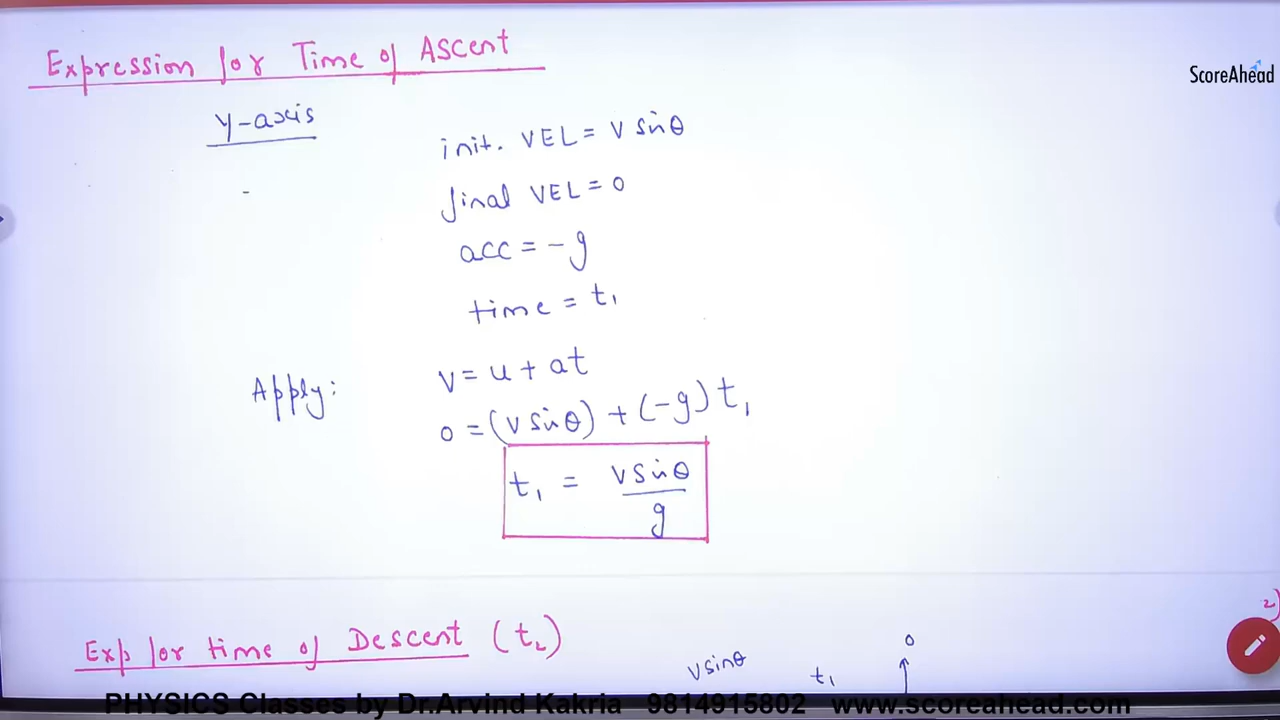 Expression for Time of Ascent
ScoreAhead
Y-axis
init. VEL = V sinθ
final VEL = 0
acc = -g
time = t₁
Apply:
V = u + at
0 = (V sinθ) + (-g) t₁
t₁ = V sinθ / g
2)
Exp for time of Descent (t₂)
0
V sinθ
t₁
PHYSICS Classes by Dr.Arvind Kakria 9814915802 www.scoreahead.com